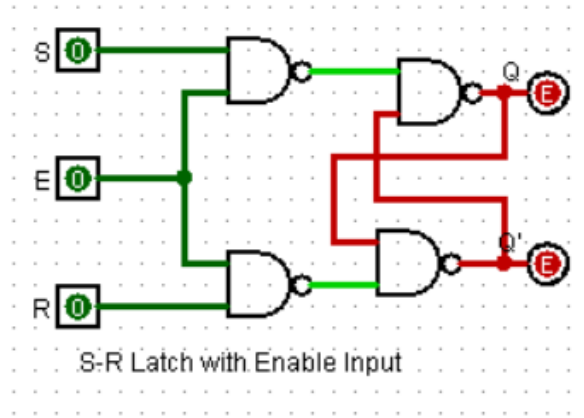 S 0
Q E
E 0
Q' E
R 0
S-R Latch with Enable Input